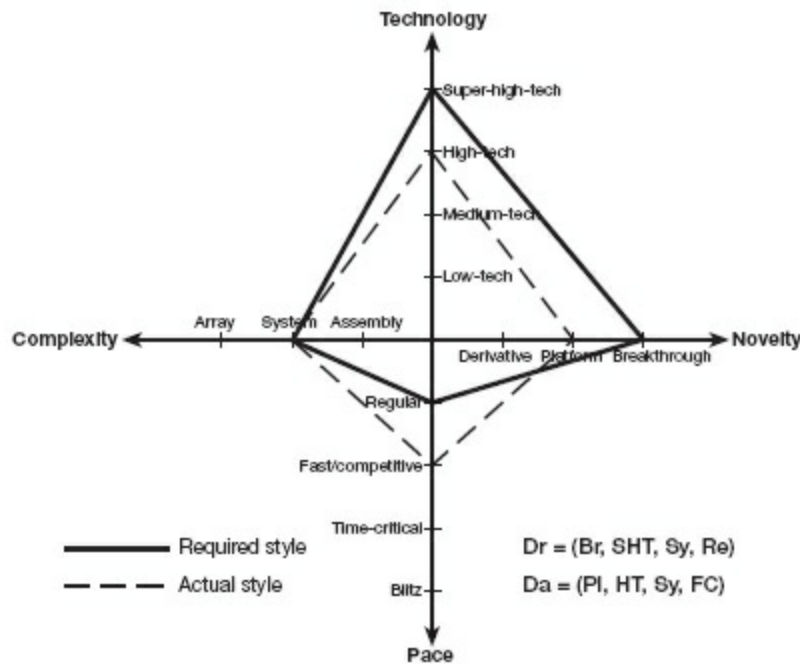 Technology
Super-high-tech
High-tech
Medium-tech
Low-tech
Array
System
Assembly
Complexity
Novelty
Derivative
Platform
Breakthrough
Regular
Fast/competitive
Time-critical
Blitz
Required style
Dr = (Br, SHT, Sy, Re)
Actual style
Da = (Pl, HT, Sy, FC)
Pace